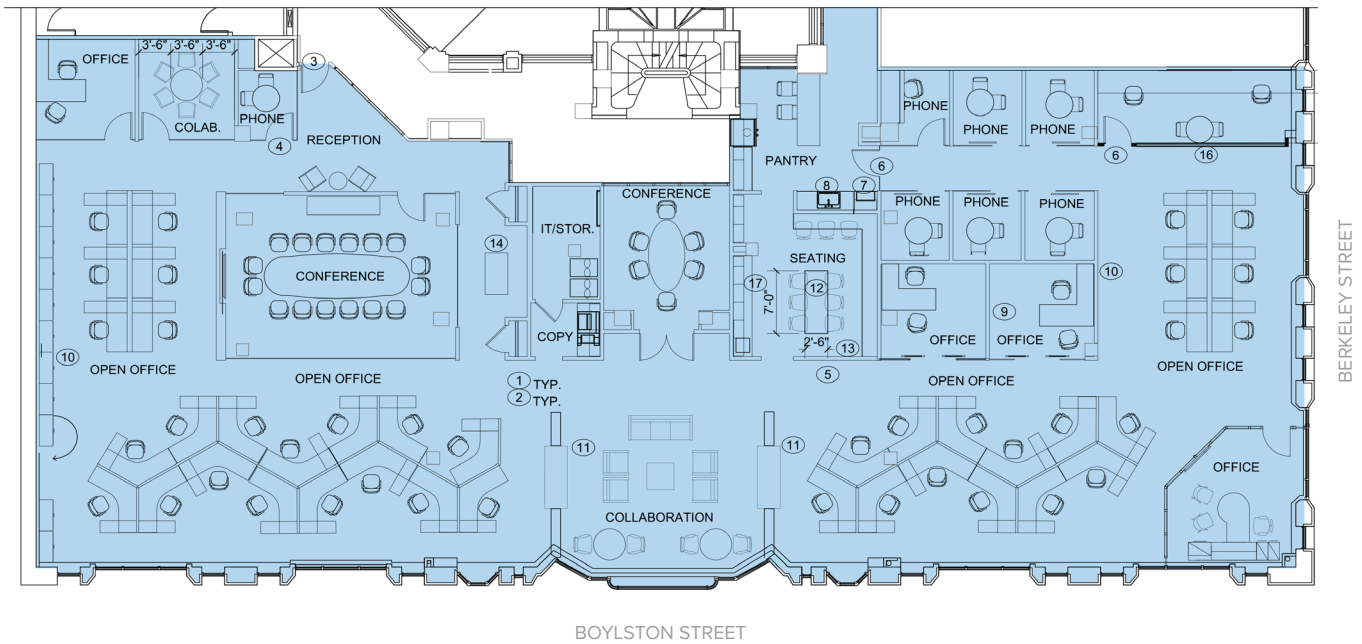 3'-6" 3'-6" 3'-6"
OFFICE
3
COLAB.
PHONE
4
RECEPTION
PHONE
PHONE
PHONE
6
16
PANTRY
6
8
7
CONFERENCE
PHONE
PHONE
PHONE
IT/STOR.
14
SEATING
CONFERENCE
17
12
7'-0"
10
9
COPY
2'-6"
13
OFFICE
OFFICE
10
OPEN OFFICE
OPEN OFFICE
1 TYP.
2 TYP.
5
OPEN OFFICE
OPEN OFFICE
11
11
OFFICE
COLLABORATION
BERKELEY STREET
BOYLSTON STREET